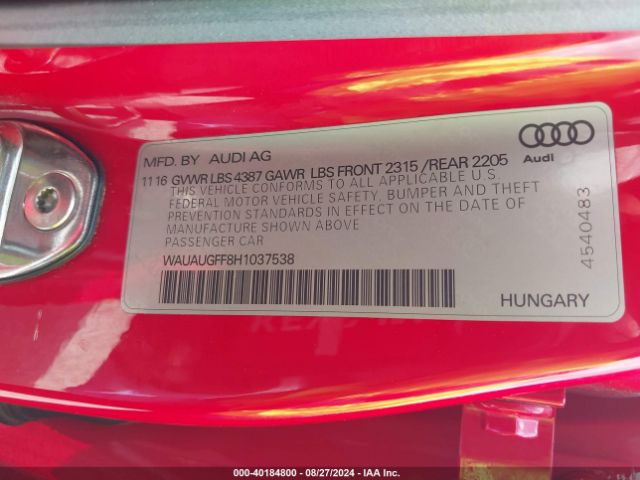 MFD. BY AUDI AG
Audi
11 16 GVWR LBS 4387 GAWR LBS FRONT 2315 /REAR 2205
THIS VEHICLE CONFORMS TO ALL APPLICABLE U.S.
FEDERAL MOTOR VEHICLE SAFETY, BUMPER AND THEFT
PREVENTION STANDARDS IN EFFECT ON THE DATE OF
MANUFACTURE SHOWN ABOVE
PASSENGER CAR
WAUAUGFF8H1037538
HUNGARY
4540483
000-40184800 - 08/27/2024 - IAA Inc.